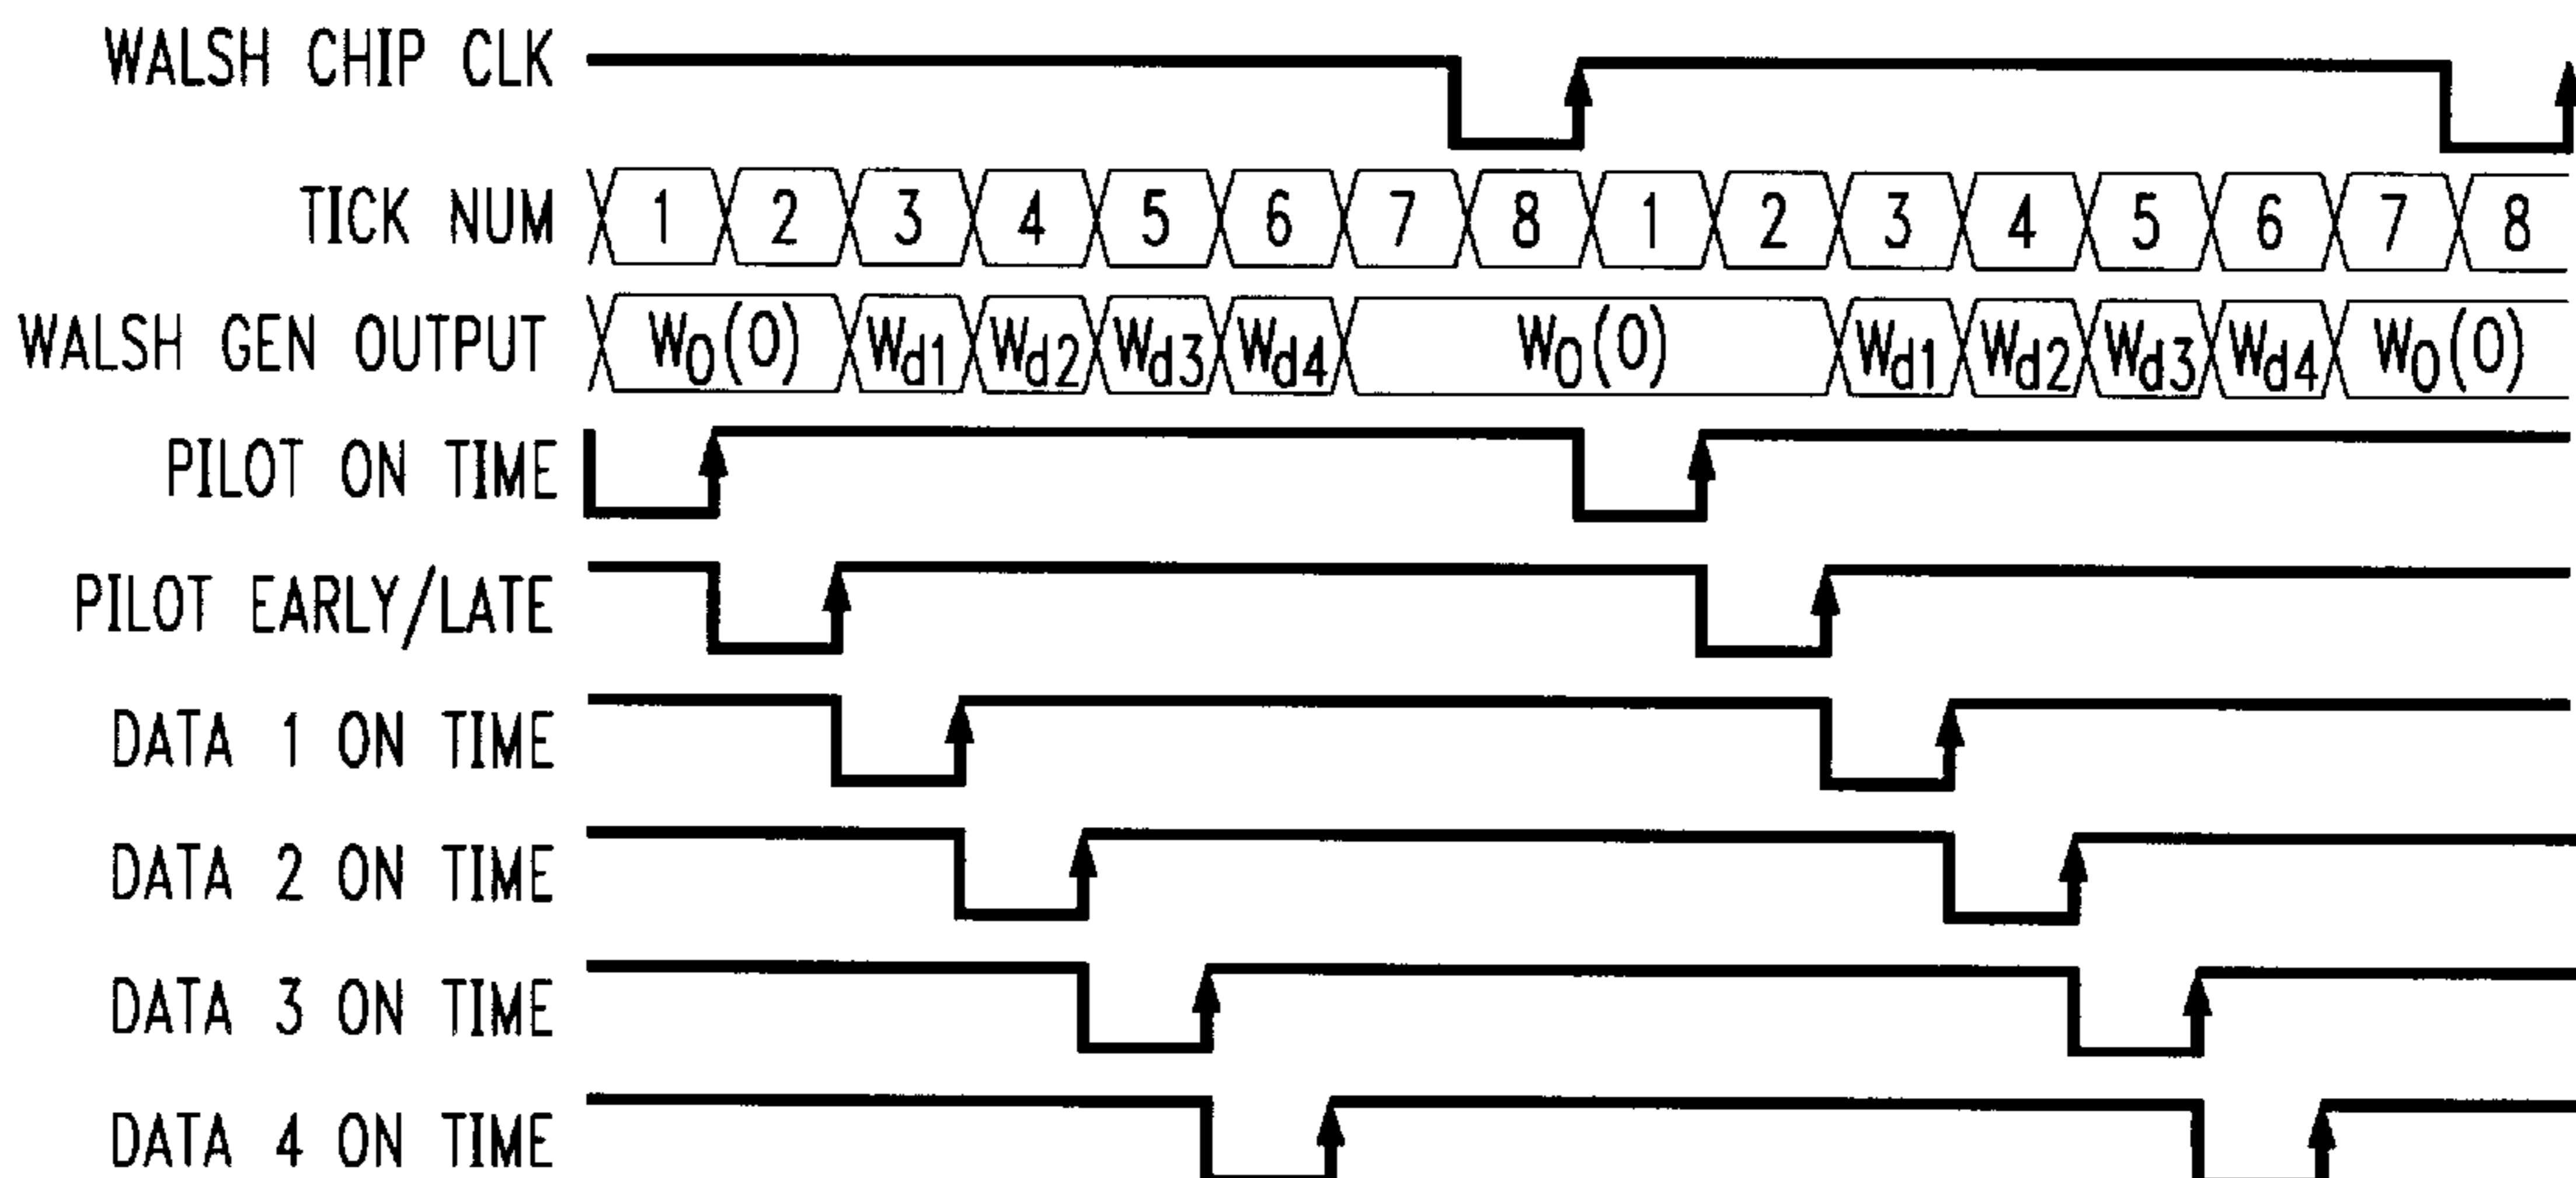 WALSH CHIP CLK
TICK NUM 1 2 3 4 5 6 7 8 1 2 3 4 5 6 7 8
WALSH GEN OUTPUT W0(0) Wd1 Wd2 Wd3 Wd4 W0(0) Wd1 Wd2 Wd3 Wd4 W0(0)
PILOT ON TIME
PILOT EARLY/LATE
DATA 1 ON TIME
DATA 2 ON TIME
DATA 3 ON TIME
DATA 4 ON TIME